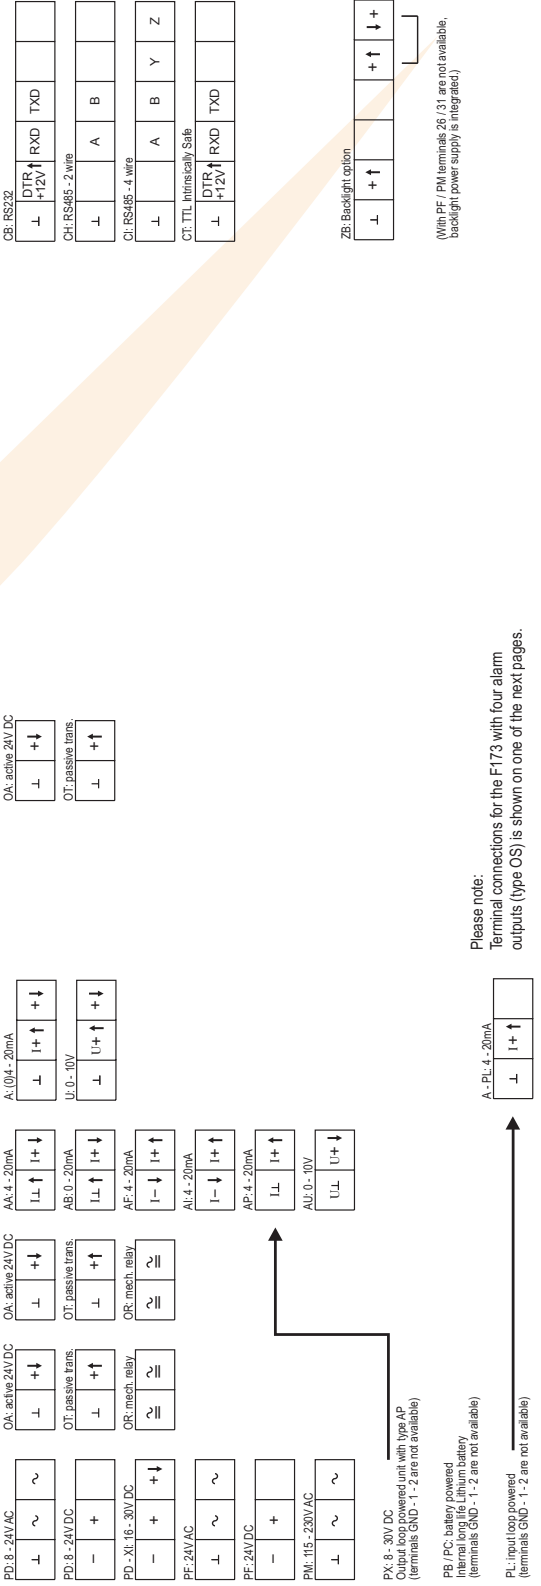 PD: 8 - 24V AC
⊥ ~ ~
PD: 8 - 24V DC
− +
PD - XI: 16 - 30V DC
− + +
PF: 24V AC
⊥ ~ ~
PF: 24V DC
− +
PM: 115 - 230V AC
⊥ ~ ~
PX: 8 - 30V DC
Output loop powered unit with type AP
(terminals GND - 1 - 2 are not available)
PB / PC: battery powered
Internal long life Lithium battery
(terminals GND - 1 - 2 are not available)
PL: input loop powered
(terminals GND - 1 - 2 are not available)
OA: active 24V DC
⊥ +
OT: passive trans.
⊥ +
OR: mech. relay
OA: active 24V DC
⊥ +
OT: passive trans.
⊥ +
OR: mech. relay
AA: 4 - 20mA
I⊥ I+
AB: 0 - 20mA
I⊥ I+
AF: 4 - 20mA
I− I+
AI: 4 - 20mA
I− I+
AP: 4 - 20mA
I⊥ I+
AU: 0 - 10V
U⊥ U+
A: (0)4 - 20mA
⊥ I+ +
U: 0 - 10V
⊥ U+ +
A - PL: 4 - 20mA
⊥ I+
Please note:
Terminal connections for the F173 with four alarm
outputs (type OS) is shown on one of the next pages.
OA: active 24V DC
⊥ +
OT: passive trans.
⊥ +
CB: RS232
⊥ DTR +12V RXD TXD
CH: RS485 - 2 wire
⊥ A B
CI: RS485 - 4 wire
⊥ A B Y Z
CT: TTL Intrinsically Safe
⊥ DTR +12V RXD TXD
ZB: Backlight option
⊥ + + +
(With PF / PM terminals 26 / 31 are not available,
backlight power supply is integrated.)